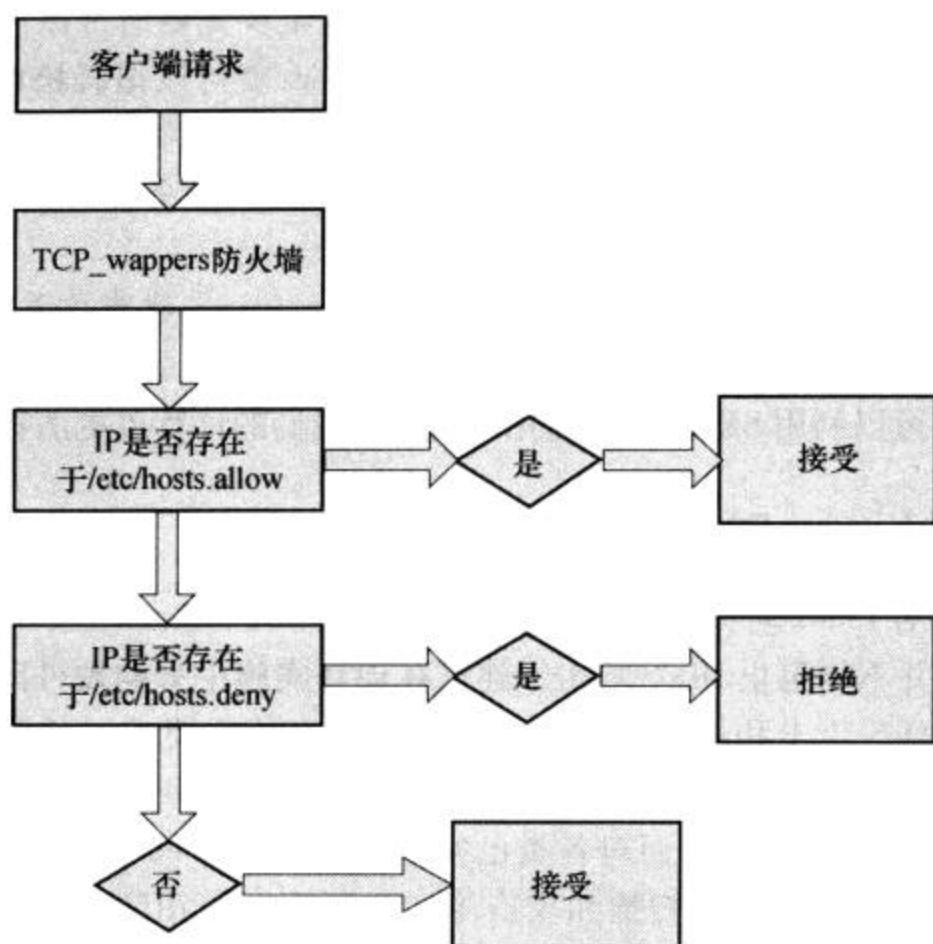 客户端请求
TCP_wappers防火墙
IP是否存在
于/etc/hosts.allow
是
接受
IP是否存在
于/etc/hosts.deny
是
拒绝
否
接受